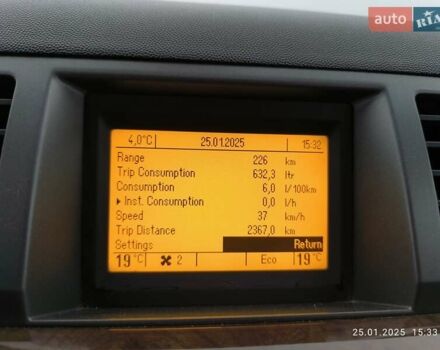 auto RIA
4,0°C 25.01.2025 15:32
Range 226 km
Trip Consumption 632,3 ltr
Consumption 6,0 l/100km
Inst. Consumption 0,0 l/h
Speed 37 km/h
Trip Distance 2367,0 km
Settings Return
19°C 2 Eco 19°C
25.01.2025 15:33